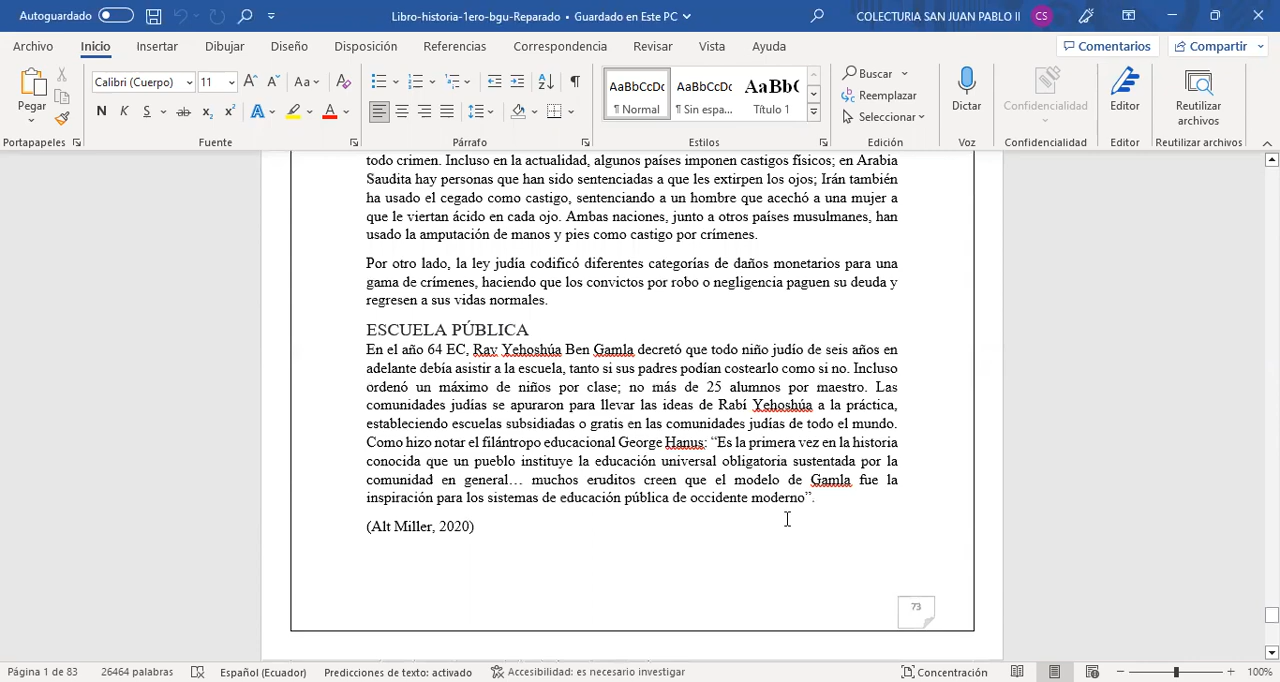 Autoguardado
Libro-historia-1ero-bgu-Reparado • Guardado en Este PC
COLECTURIA SAN JUAN PABLO II
CS
Archivo Inicio Insertar Dibujar Diseño Disposición Referencias Correspondencia Revisar Vista Ayuda
Comentarios
Compartir
Pegar
Calibri (Cuerpo) 11
N K S ab x₂ x²
AaBbCcDc AaBbCcDc AaBbC
¶ Normal ¶ Sin espa... Título 1
Buscar
Reemplazar
Seleccionar
Dictar
Confidencialidad
Editor
Reutilizar
archivos
Portapapeles Fuente Párrafo Estilos Edición Voz Confidencialidad Editor Reutilizar archivos
todo crimen. Incluso en la actualidad, algunos países imponen castigos físicos; en Arabia
Saudita hay personas que han sido sentenciadas a que les extirpen los ojos; Irán también
ha usado el cegado como castigo, sentenciando a un hombre que acechó a una mujer a
que le viertan ácido en cada ojo. Ambas naciones, junto a otros países musulmanes, han
usado la amputación de manos y pies como castigo por crímenes.
Por otro lado, la ley judía codificó diferentes categorías de daños monetarios para una
gama de crímenes, haciendo que los convictos por robo o negligencia paguen su deuda y
regresen a sus vidas normales.
ESCUELA PÚBLICA
En el año 64 EC, Rav Yehoshúa Ben Gamla decretó que todo niño judío de seis años en
adelante debía asistir a la escuela, tanto si sus padres podían costearlo como si no. Incluso
ordenó un máximo de niños por clase; no más de 25 alumnos por maestro. Las
comunidades judías se apuraron para llevar las ideas de Rabí Yehoshúa a la práctica,
estableciendo escuelas subsidiadas o gratis en las comunidades judías de todo el mundo.
Como hizo notar el filántropo educacional George Hanus: “Es la primera vez en la historia
conocida que un pueblo instituye la educación universal obligatoria sustentada por la
comunidad en general… muchos eruditos creen que el modelo de Gamla fue la
inspiración para los sistemas de educación pública de occidente moderno”.
(Alt Miller, 2020)
73
Página 1 de 83 26464 palabras Español (Ecuador) Predicciones de texto: activado Accesibilidad: es necesario investigar Concentración 100%